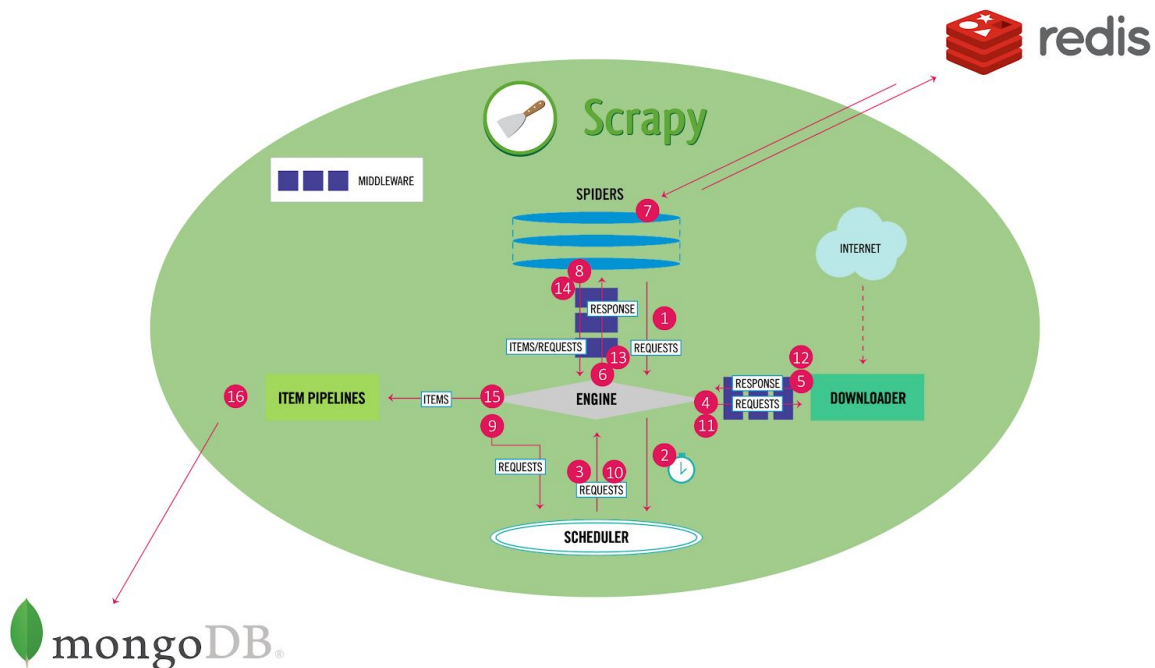 redis
Scrapy
MIDDLEWARE
SPIDERS
7
INTERNET
8
14
RESPONSE
1
ITEMS/REQUESTS
REQUESTS
13
12
6
RESPONSE
5
16
ITEM PIPELINES
ITEMS
15
ENGINE
4
REQUESTS
DOWNLOADER
9
11
2
REQUESTS
3
10
REQUESTS
SCHEDULER
mongoDB®